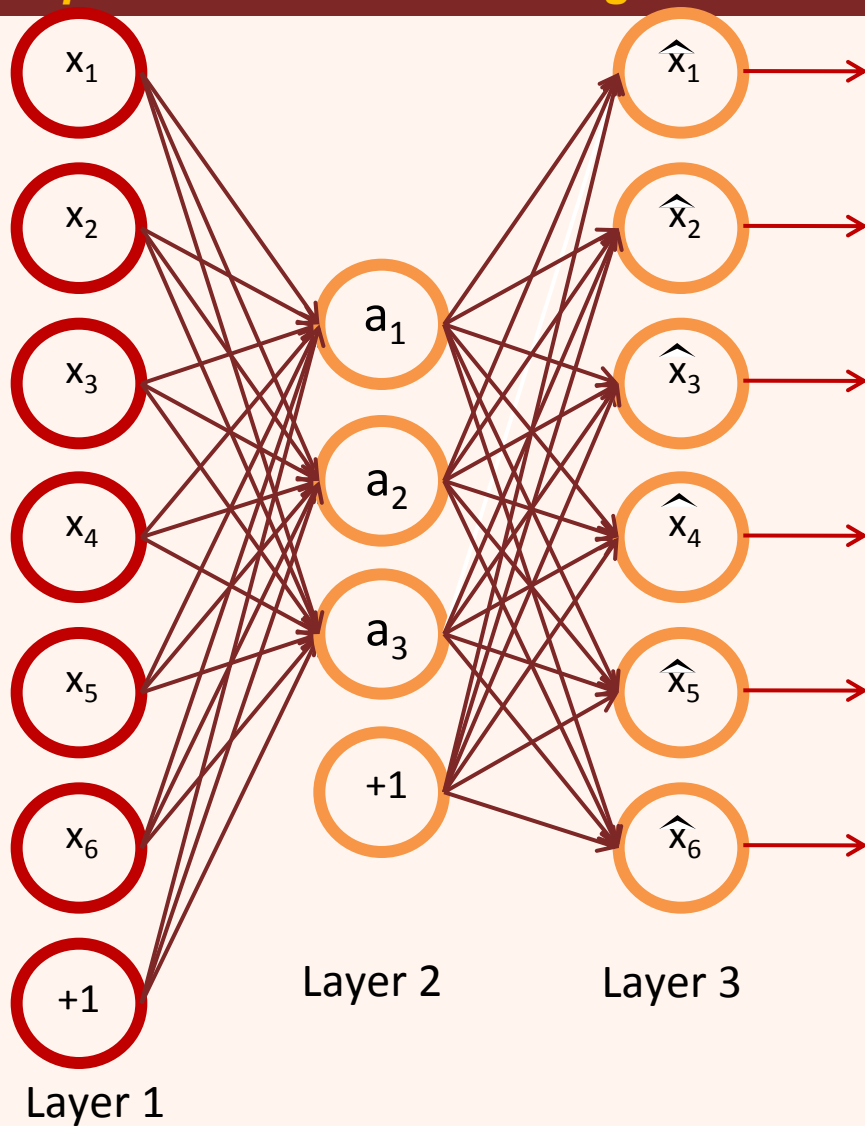 x₁
x₂
x₃
x₄
x₅
x₆
+1
Layer 1
a₁
a₂
a₃
+1
Layer 2
x̂₁
x̂₂
x̂₃
x̂₄
x̂₅
x̂₆
Layer 3